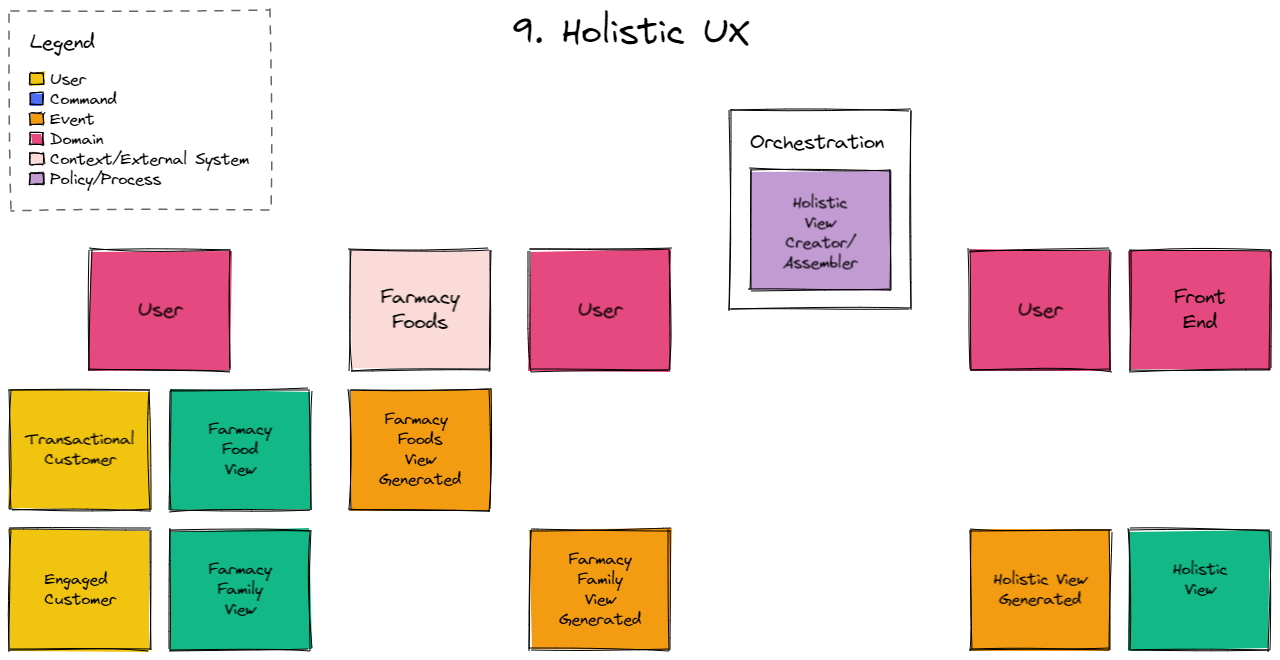 9. Holistic UX
Legend
User
Command
Event
Domain
Context/External System
Policy/Process
Orchestration
Holistic
View
Creator/
Assembler
User
Farmacy
Foods
User
User
Front
End
Transactional
Customer
Farmacy
Food
View
Farmacy
Foods
View
Generated
Engaged
Customer
Farmacy
Family
View
Farmacy
Family
View
Generated
Holistic View
Generated
Holistic
View